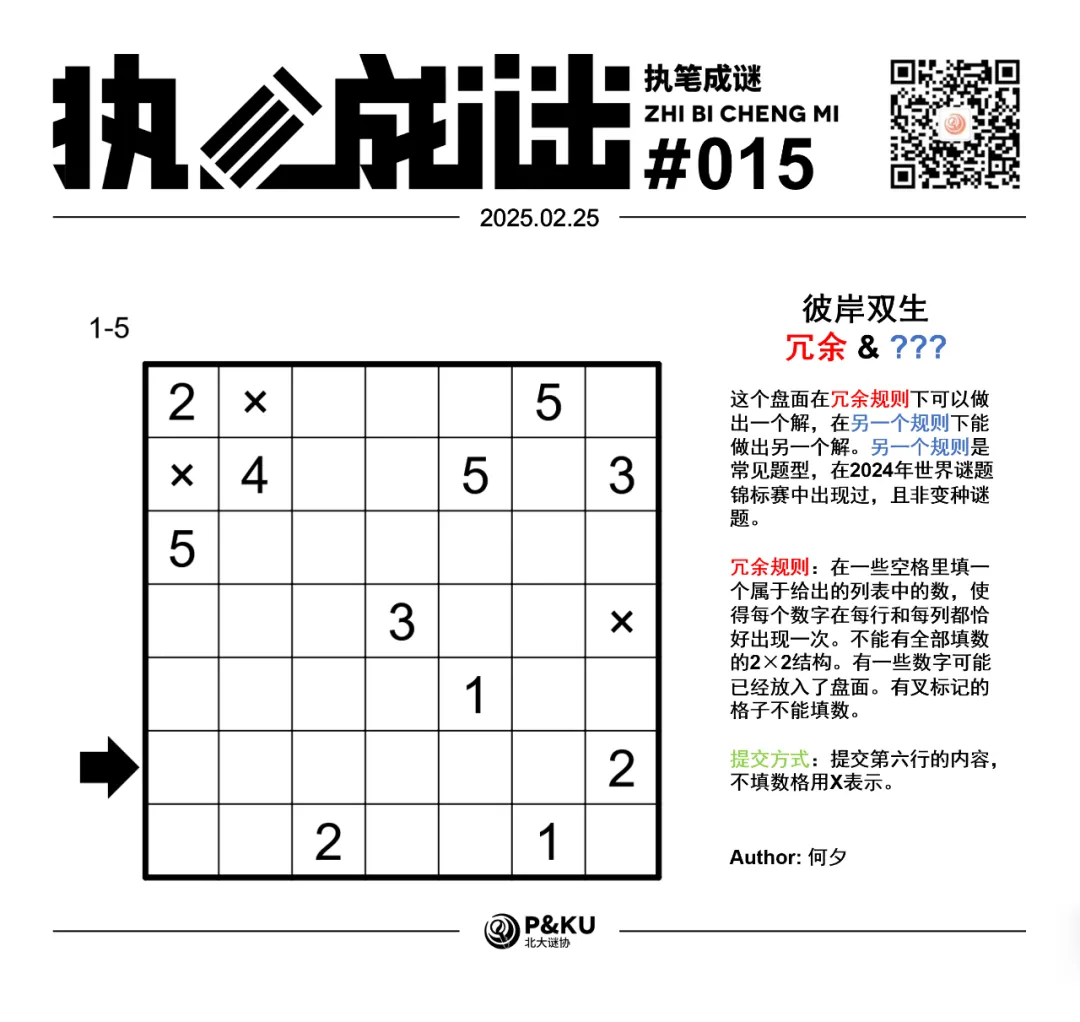 执笔成谜
执笔成谜
ZHI BI CHENG MI
#015
2025.02.25
1-5
2 × 5
× 4 5 3
5
3 ×
1
2
2 1
彼岸双生
冗余 & ???
这个盘面在冗余规则下可以做
出一个解，在另一个规则下能
做出另一个解。另一个规则是
常见题型，在2024年世界谜题
锦标赛中出现过，且非变种谜
题。
冗余规则：在一些空格里填一
个属于给出的列表中的数，使
得每个数字在每行和每列都恰
好出现一次。不能有全部填数
的2×2结构。有一些数字可能
已经放入了盘面。有叉标记的
格子不能填数。
提交方式：提交第六行的内容，
不填数格用X表示。
Author: 何夕
P&KU
北大谜协